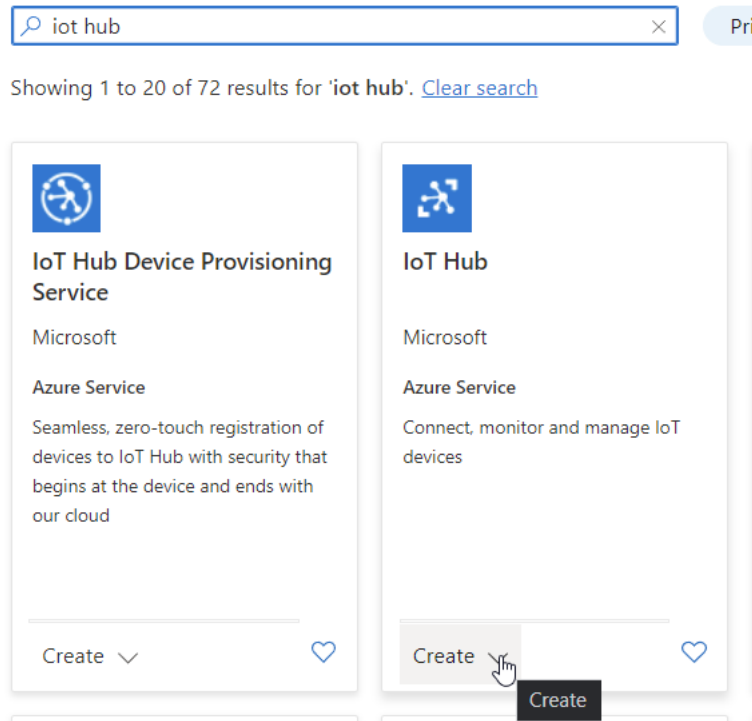 iot hub
Pri
Showing 1 to 20 of 72 results for 'iot hub'. Clear search
IoT Hub Device Provisioning
Service
Microsoft
Azure Service
Seamless, zero-touch registration of
devices to IoT Hub with security that
begins at the device and ends with
our cloud
Create
IoT Hub
Microsoft
Azure Service
Connect, monitor and manage IoT
devices
Create
Create